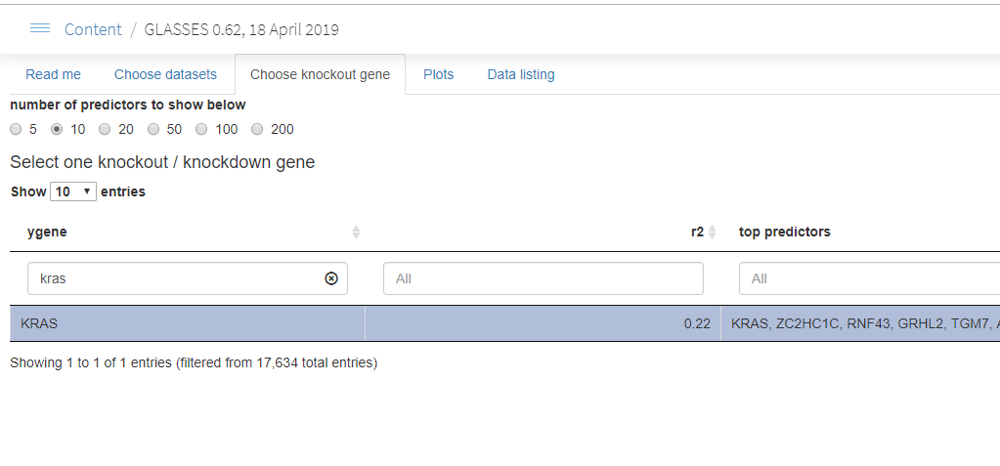 Content / GLASSES 0.62, 18 April 2019
Read me Choose datasets Choose knockout gene Plots Data listing
number of predictors to show below
5 10 20 50 100 200
Select one knockout / knockdown gene
Show 10 entries
ygene r2 top predictors
kras All All
KRAS 0.22 KRAS, ZC2HC1C, RNF43, GRHL2, TGM7,
Showing 1 to 1 of 1 entries (filtered from 17,634 total entries)